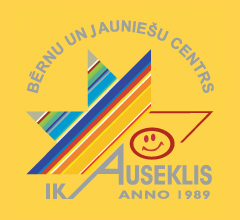 BĒRNU UN JAUNIEŠU CENTRS
IK AUSEKLIS
ANNO 1989